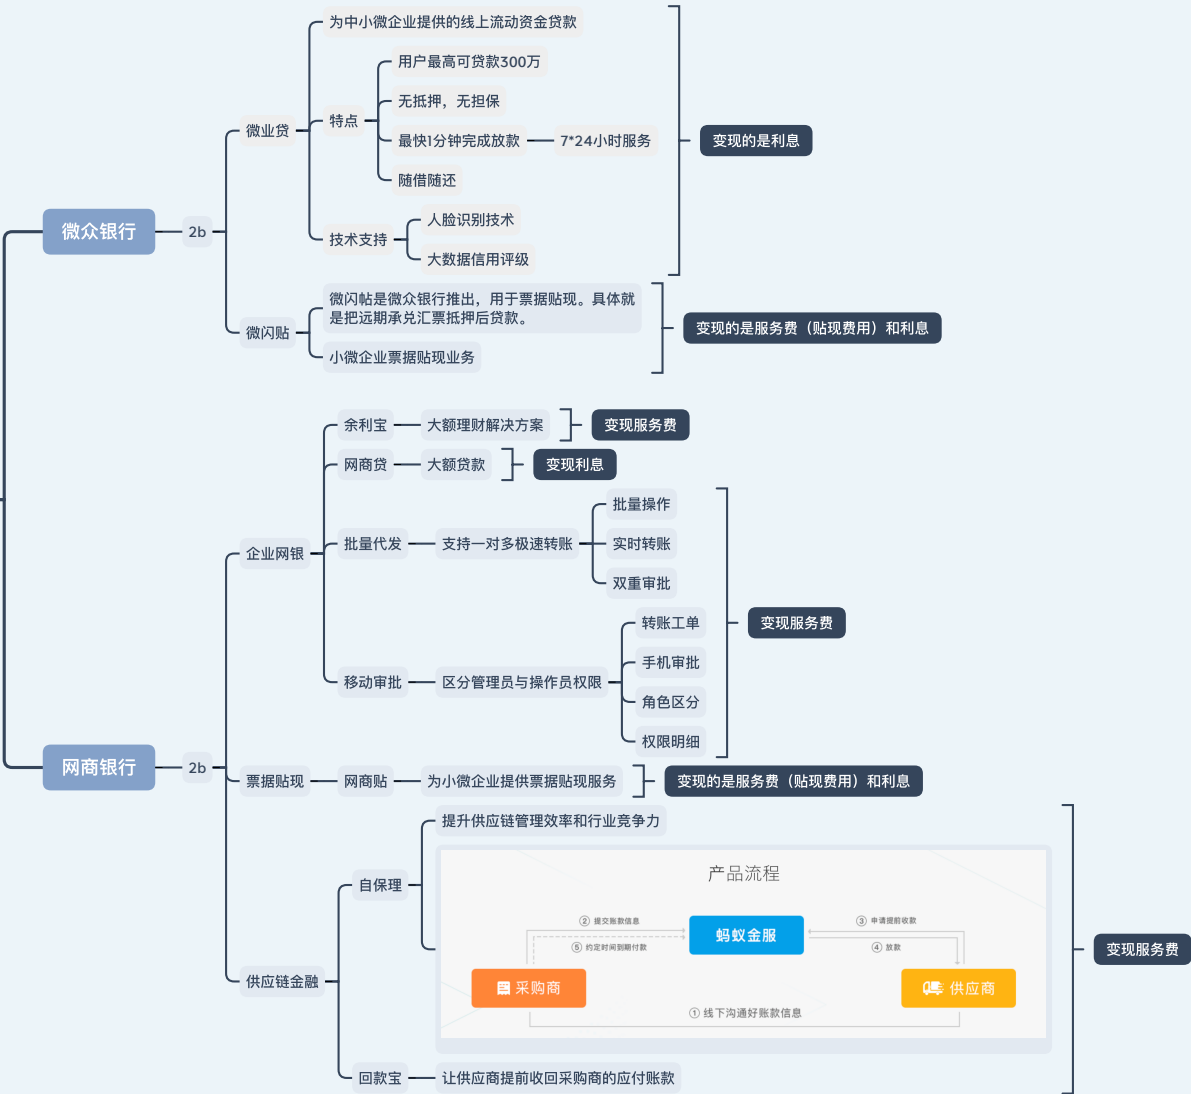 微众银行
2b
微业贷
为中小微企业提供的线上流动资金贷款
特点
用户最高可贷款300万
无抵押，无担保
最快1分钟完成放款
7*24小时服务
随借随还
技术支持
人脸识别技术
大数据信用评级
变现的是利息
微闪贴
微闪帖是微众银行推出，用于票据贴现。具体就
是把远期承兑汇票抵押后贷款。
小微企业票据贴现业务
变现的是服务费（贴现费用）和利息
网商银行
2b
企业网银
余利宝
大额理财解决方案
变现服务费
网商贷
大额贷款
变现利息
批量代发
支持一对多极速转账
批量操作
实时转账
双重审批
移动审批
区分管理员与操作员权限
转账工单
手机审批
角色区分
权限明细
变现服务费
票据贴现
网商贴
为小微企业提供票据贴现服务
变现的是服务费（贴现费用）和利息
供应链金融
自保理
提升供应链管理效率和行业竞争力
产品流程
② 提交账款信息
⑤ 约定时间到期付款
蚂蚁金服
③ 申请提前收款
④ 放款
采购商
供应商
① 线下沟通好账款信息
回款宝
让供应商提前收回采购商的应付账款
变现服务费